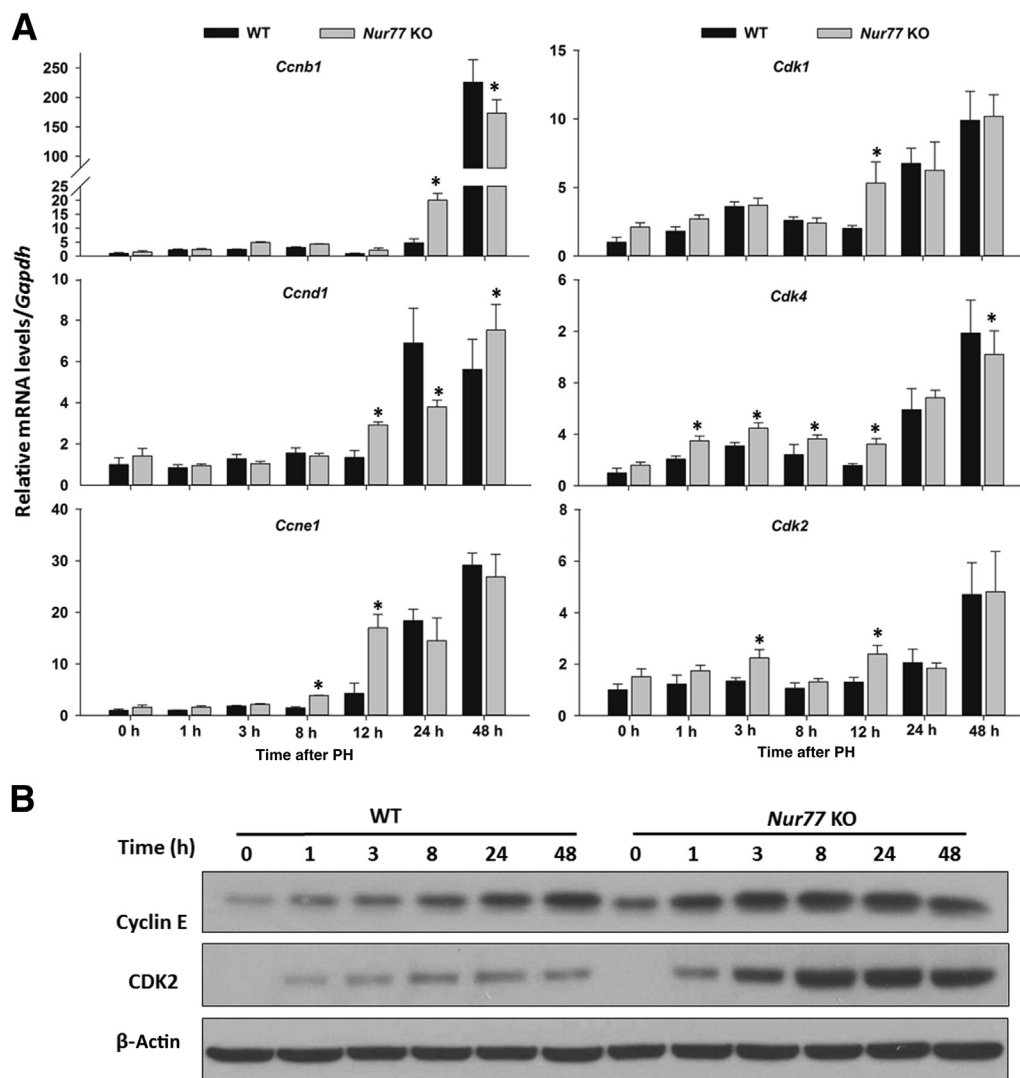 A
WT Nur77 KO WT Nur77 KO
Relative mRNA levels/Gapdh
Ccnb1
250
200
150
100
25
20
15
10
5
0
*
*
Cdk1
15
10
5
0
*
Ccnd1
10
8
6
4
2
0
*
*
*
Cdk4
2
8
4
0
*
*
*
*
*
Ccne1
40
30
20
10
0
*
*
0 h 1 h 3 h 8 h 12 h 24 h 48 h
Time after PH
Cdk2
8
6
4
2
0
*
*
0 h 1 h 3 h 8 h 12 h 24 h 48 h
Time after PH
B
WT Nur77 KO
Time (h) 0 1 3 8 24 48 0 1 3 8 24 48
Cyclin E
CDK2
β-Actin